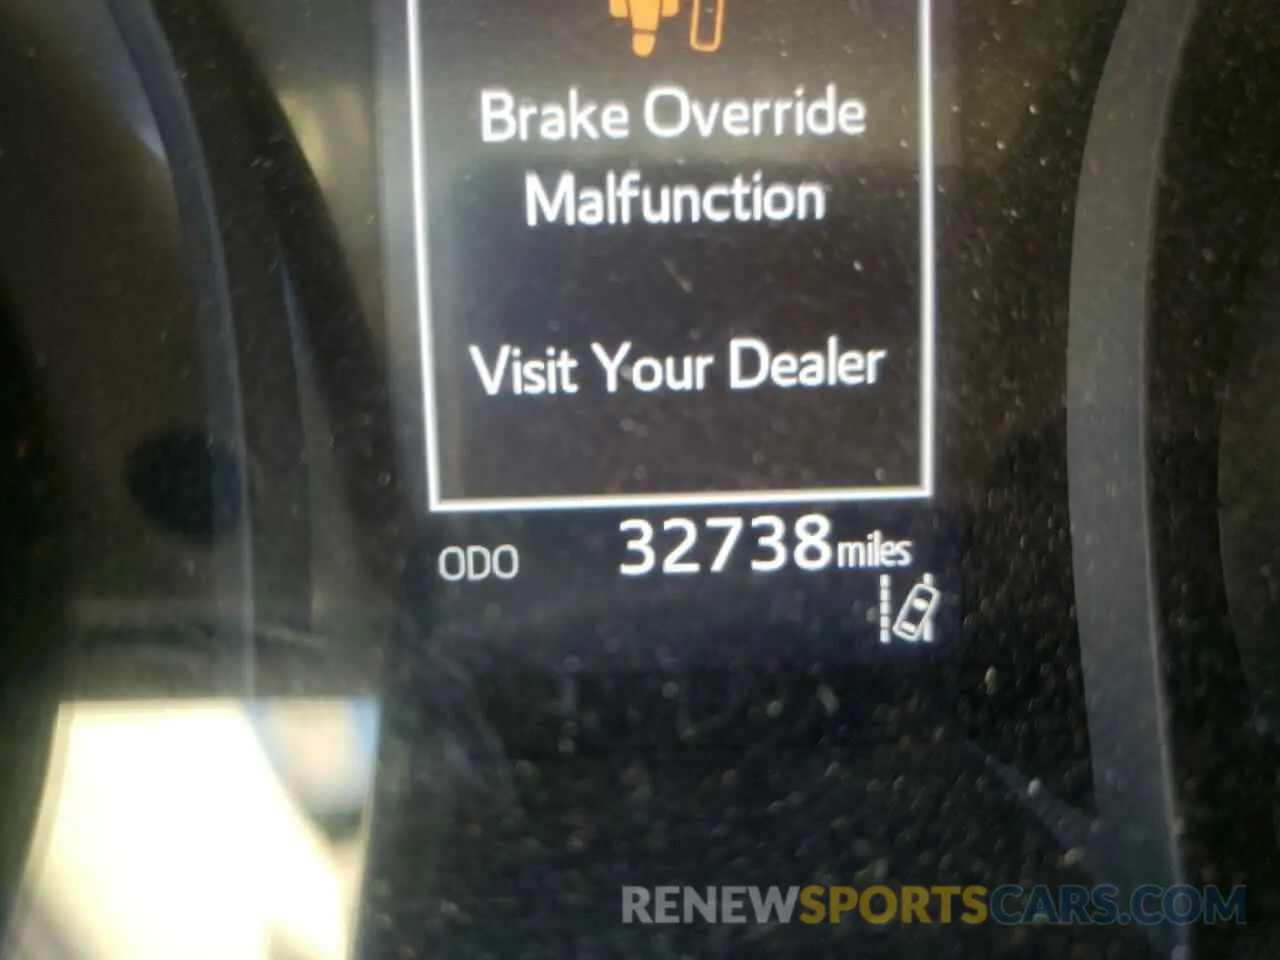 Brake Override
Malfunction
Visit Your Dealer
ODO 32738 miles
RENEWSPORTSCARS.COM